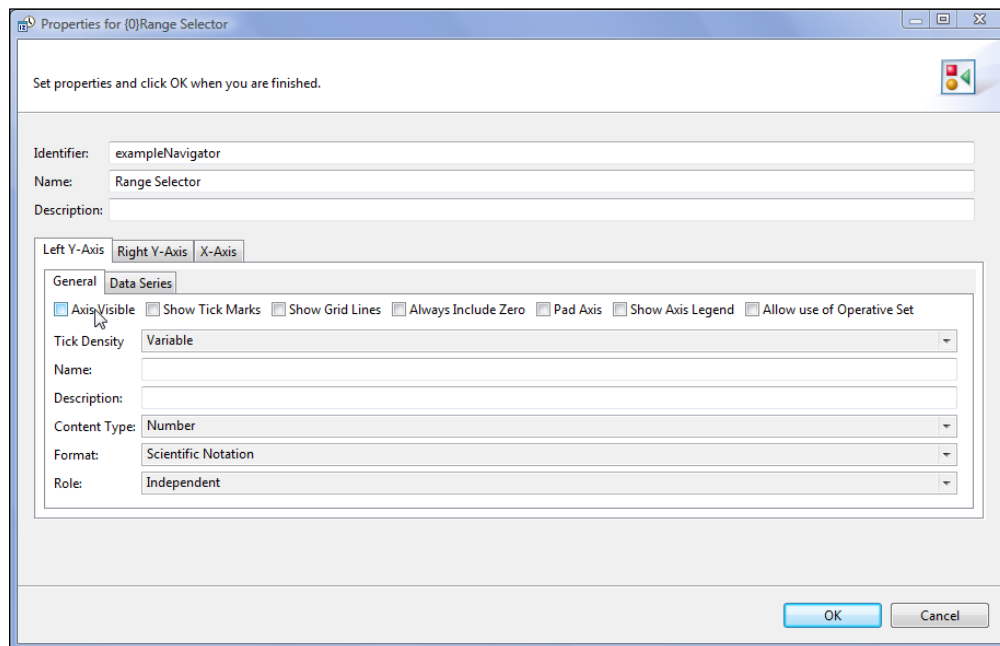 Properties for {0}Range Selector
Set properties and click OK when you are finished.
Identifier: exampleNavigator
Name: Range Selector
Description:
Left Y-Axis Right Y-Axis X-Axis
General Data Series
Axis Visible Show Tick Marks Show Grid Lines Always Include Zero Pad Axis Show Axis Legend Allow use of Operative Set
Tick Density Variable
Name:
Description:
Content Type: Number
Format: Scientific Notation
Role: Independent
OK Cancel